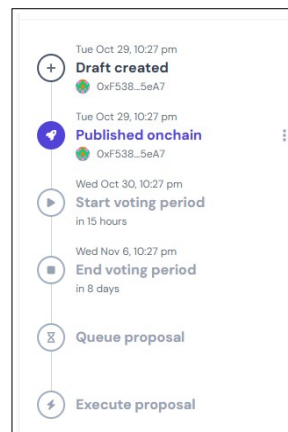 Tue Oct 29, 10:27 pm
Draft created
0xF538...5eA7
Tue Oct 29, 10:27 pm
Published onchain
0xF538...5eA7
Wed Oct 30, 10:27 pm
Start voting period
in 15 hours
Wed Nov 6, 10:27 pm
End voting period
in 8 days
Queue proposal
Execute proposal